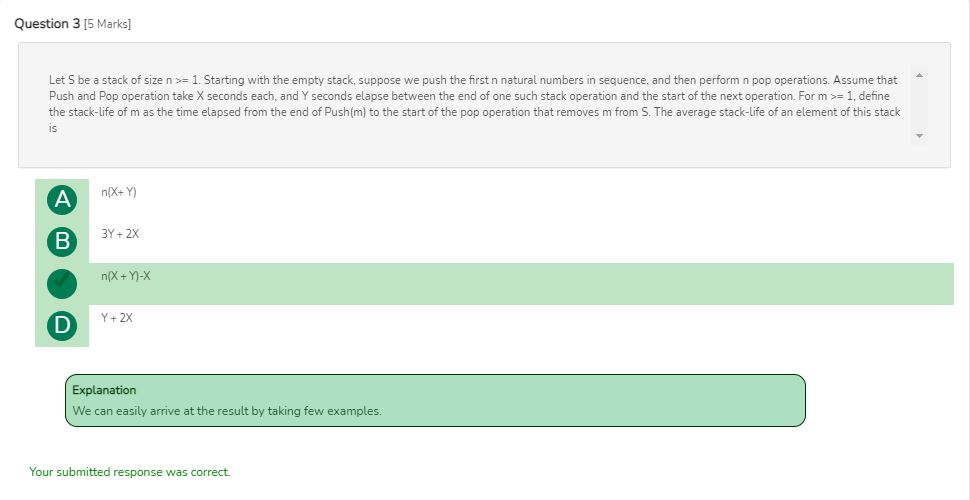 Question 3 [5 Marks]
Let S be a stack of size n >= 1. Starting with the empty stack, suppose we push the first n natural numbers in sequence, and then perform n pop operations. Assume that
Push and Pop operation take X seconds each, and Y seconds elapse between the end of one such stack operation and the start of the next operation. For m >= 1, define
the stack-life of m as the time elapsed from the end of Push(m) to the start of the pop operation that removes m from S. The average stack-life of an element of this stack
is
A n(X+ Y)
B 3Y + 2X
n(X + Y)-X
D Y + 2X
Explanation
We can easily arrive at the result by taking few examples.
Your submitted response was correct.